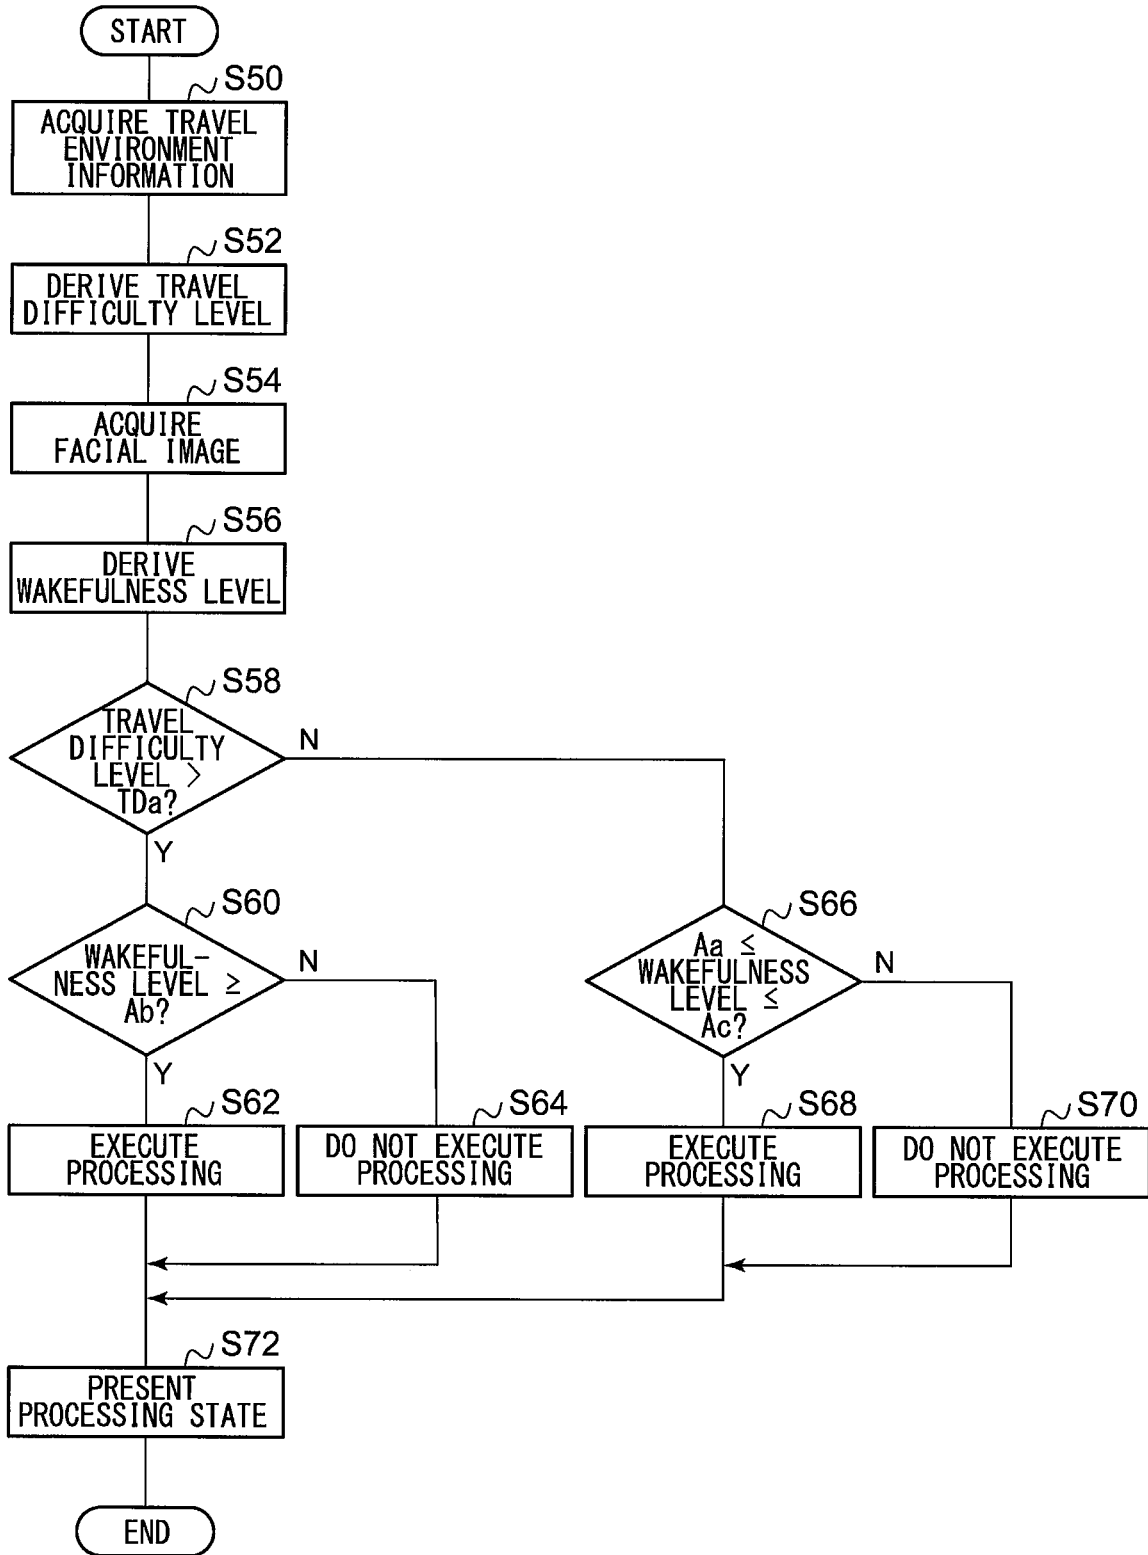 START
S50
ACQUIRE TRAVEL
ENVIRONMENT
INFORMATION
S52
DERIVE TRAVEL
DIFFICULTY LEVEL
S54
ACQUIRE
FACIAL IMAGE
S56
DERIVE
WAKEFULNESS LEVEL
S58
TRAVEL
DIFFICULTY
LEVEL >
TDa?
N
Y
S60
WAKEFUL-
NESS LEVEL ≥
Ab?
N
Y
S66
Aa ≤
WAKEFULNESS
LEVEL ≤
Ac?
N
Y
S62
EXECUTE
PROCESSING
S64
DO NOT EXECUTE
PROCESSING
S68
EXECUTE
PROCESSING
S70
DO NOT EXECUTE
PROCESSING
S72
PRESENT
PROCESSING STATE
END